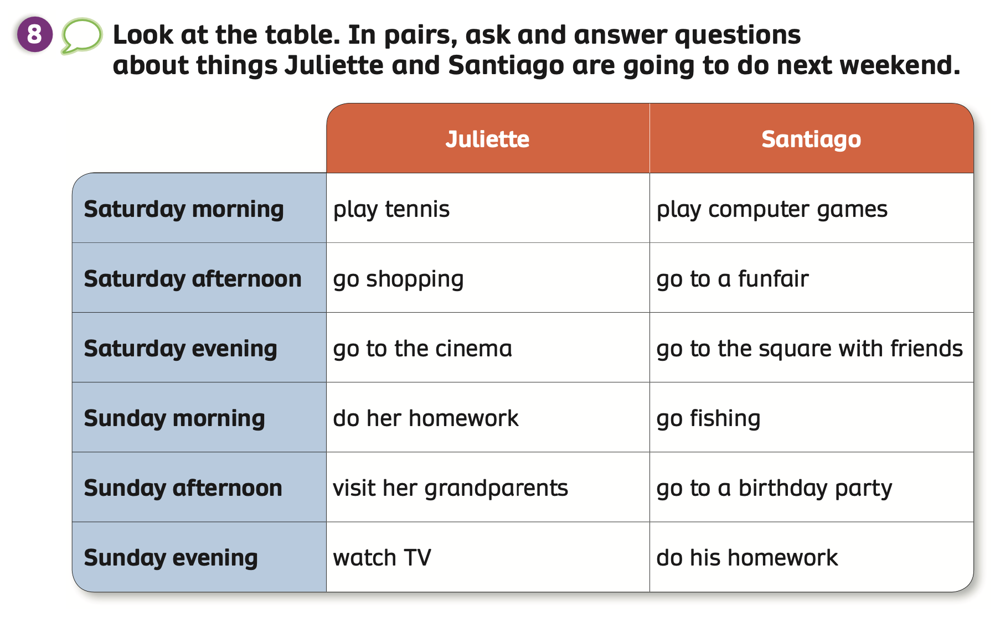 8 Look at the table. In pairs, ask and answer questions
about things Juliette and Santiago are going to do next weekend.
Juliette Santiago
Saturday morning play tennis play computer games
Saturday afternoon go shopping go to a funfair
Saturday evening go to the cinema go to the square with friends
Sunday morning do her homework go fishing
Sunday afternoon visit her grandparents go to a birthday party
Sunday evening watch TV do his homework